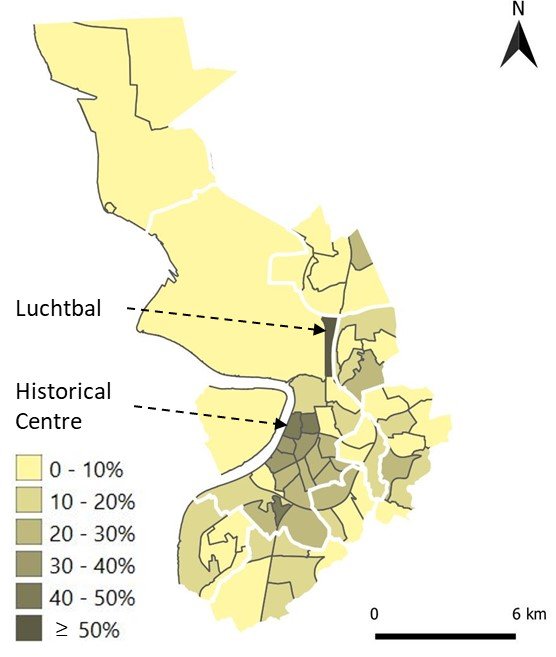 N
Luchtbal
Historical
Centre
0 - 10%
10 - 20%
20 - 30%
30 - 40%
40 - 50%
≥ 50%
0 6 km